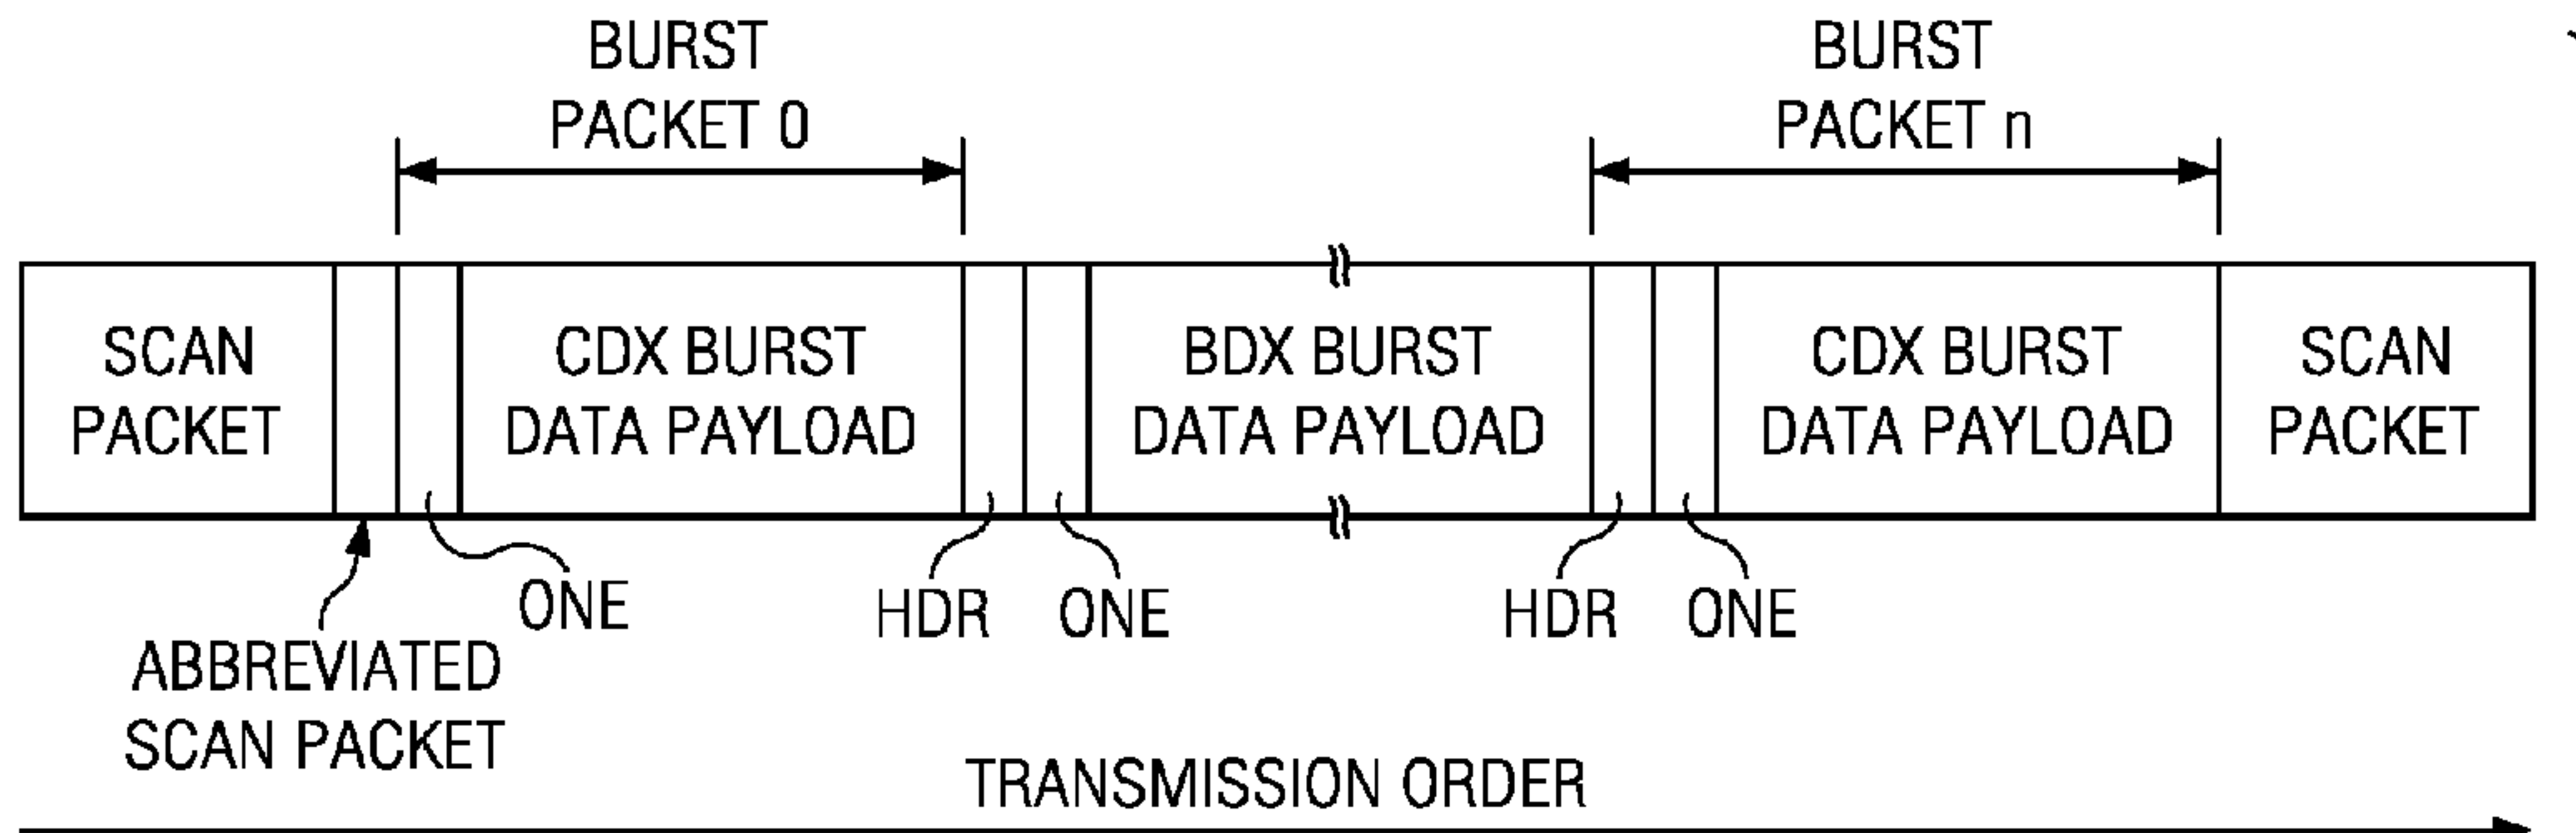 BURST
PACKET 0
BURST
PACKET n
SCAN
PACKET
CDX BURST
DATA PAYLOAD
BDX BURST
DATA PAYLOAD
CDX BURST
DATA PAYLOAD
SCAN
PACKET
ONE
HDR
ONE
HDR
ONE
ABBREVIATED
SCAN PACKET
TRANSMISSION ORDER